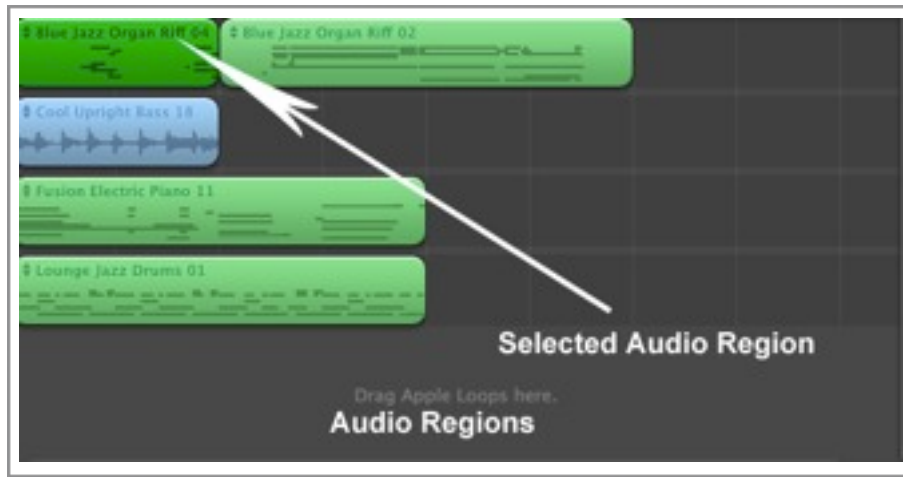 Blue Jazz Organ Riff 04
Blue Jazz Organ Riff 02
Cool Upright Bass 18
Fusion Electric Piano 11
Lounge Jazz Drums 01
Selected Audio Region
Drag Apple Loops here.
Audio Regions